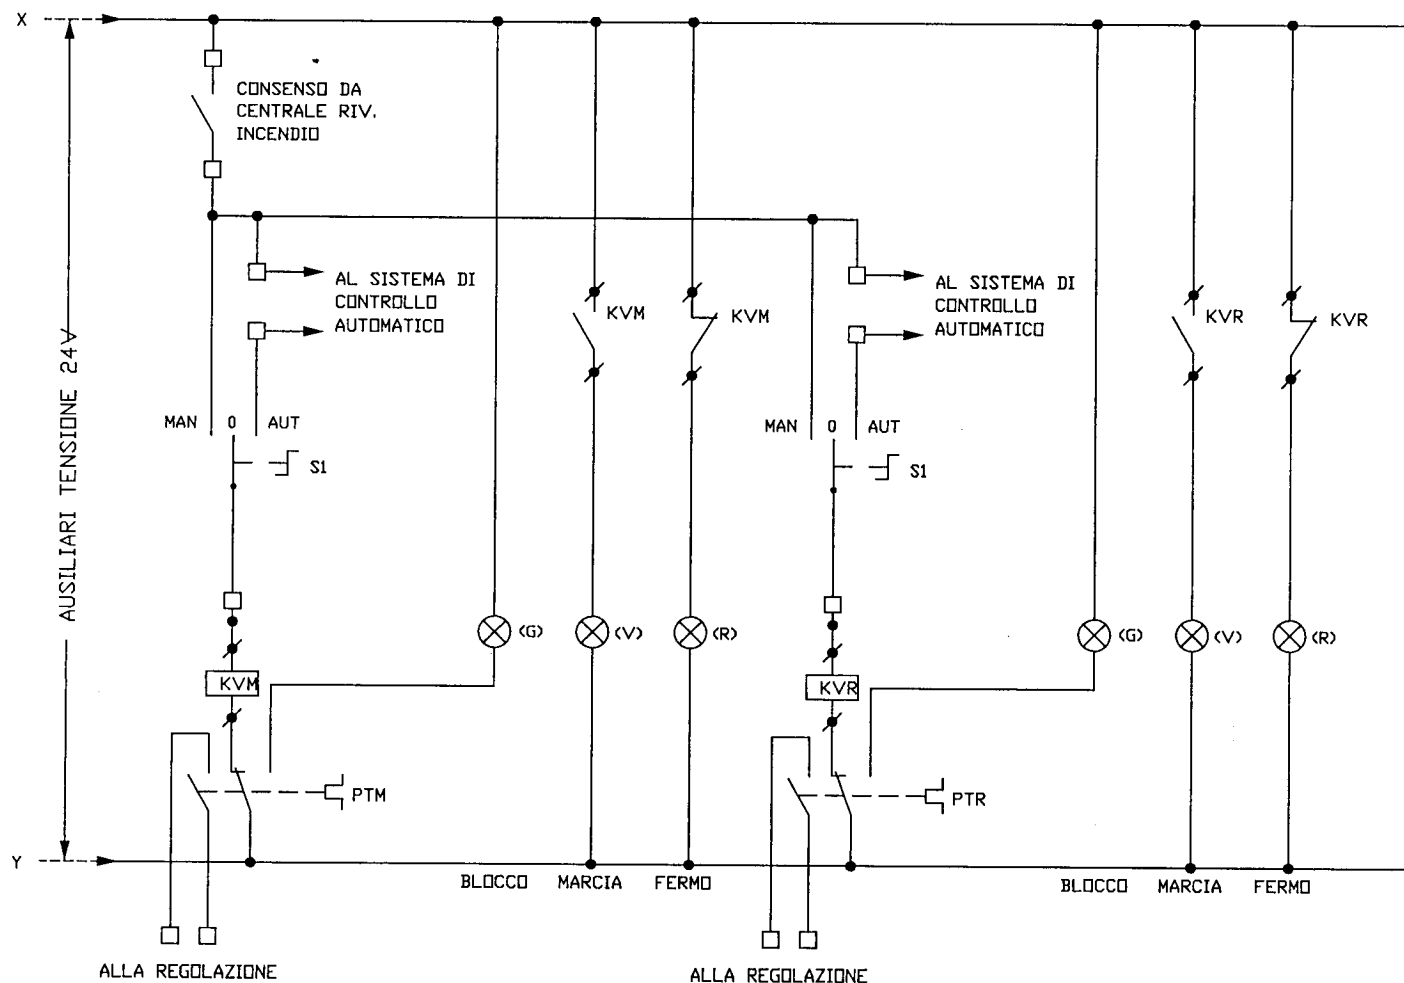 X
CONSENSO DA
CENTRALE RIV.
INCENDIO
AL SISTEMA DI
CONTROLLO
AUTOMATICO
AL SISTEMA DI
CONTROLLO
AUTOMATICO
KVM
KVM
KVR
KVR
AUSILIARI TENSIONE 24V
MAN 0 AUT
MAN 0 AUT
S1
S1
(G)
(V)
(R)
(G)
(V)
(R)
KVM
KVR
PTM
PTR
Y
BLOCCO MARCIA FERMO
BLOCCO MARCIA FERMO
ALLA REGOLAZIONE
ALLA REGOLAZIONE